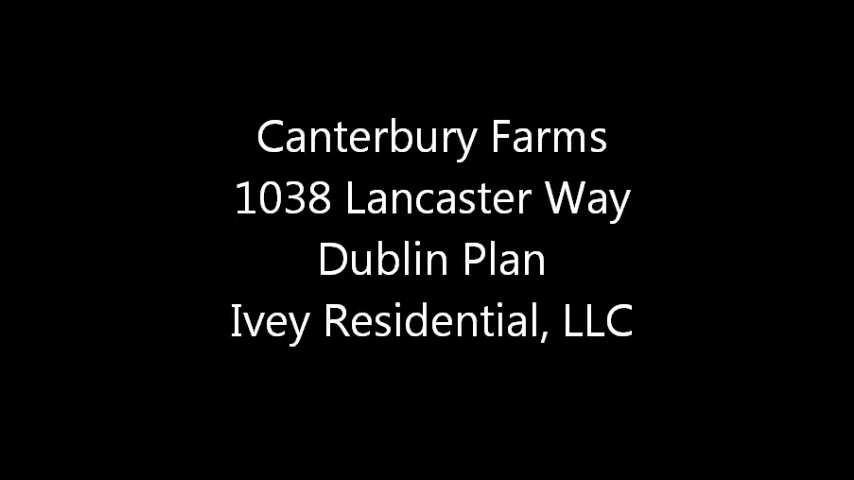 Canterbury Farms
1038 Lancaster Way
Dublin Plan
Ivey Residential, LLC